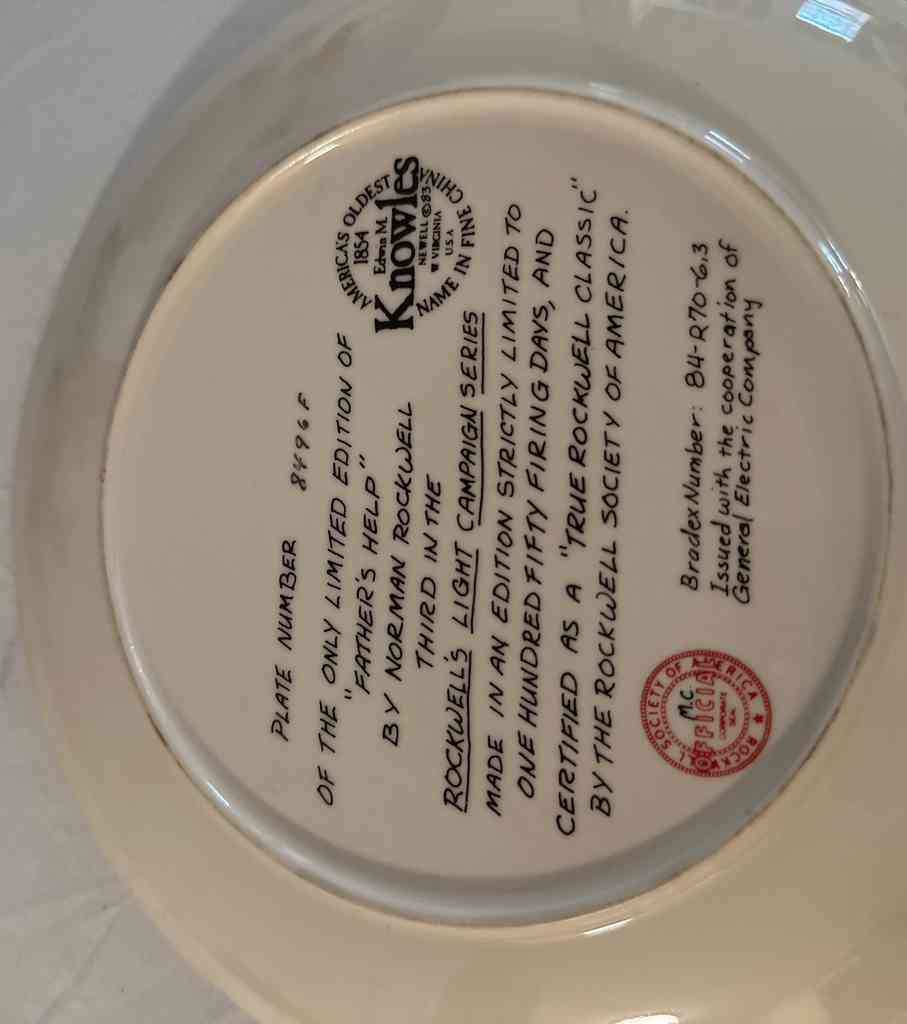 PLATE NUMBER 8496F
OF THE ONLY LIMITED EDITION OF
"FATHER'S HELP"
BY NORMAN ROCKWELL
THIRD IN THE
ROCKWELL'S LIGHT CAMPAIGN SERIES
MADE IN AN EDITION STRICTLY LIMITED TO
ONE HUNDRED FIFTY FIRING DAYS, AND
CERTIFIED AS A "TRUE ROCKWELL CLASSIC"
BY THE ROCKWELL SOCIETY OF AMERICA.
AMERICA'S OLDEST
1854
Edwin M.
Knowles
NEWELL ©83
W VIRGINIA
U.S.A
NAME IN FINE CHINA
Bradex Number: 84-R70-6.3
Issued with the cooperation of
General Electric Company
ROCKWELL SOCIETY OF AMERICA ★
M.C.
OFFICIAL
CORPORATE
SEAL